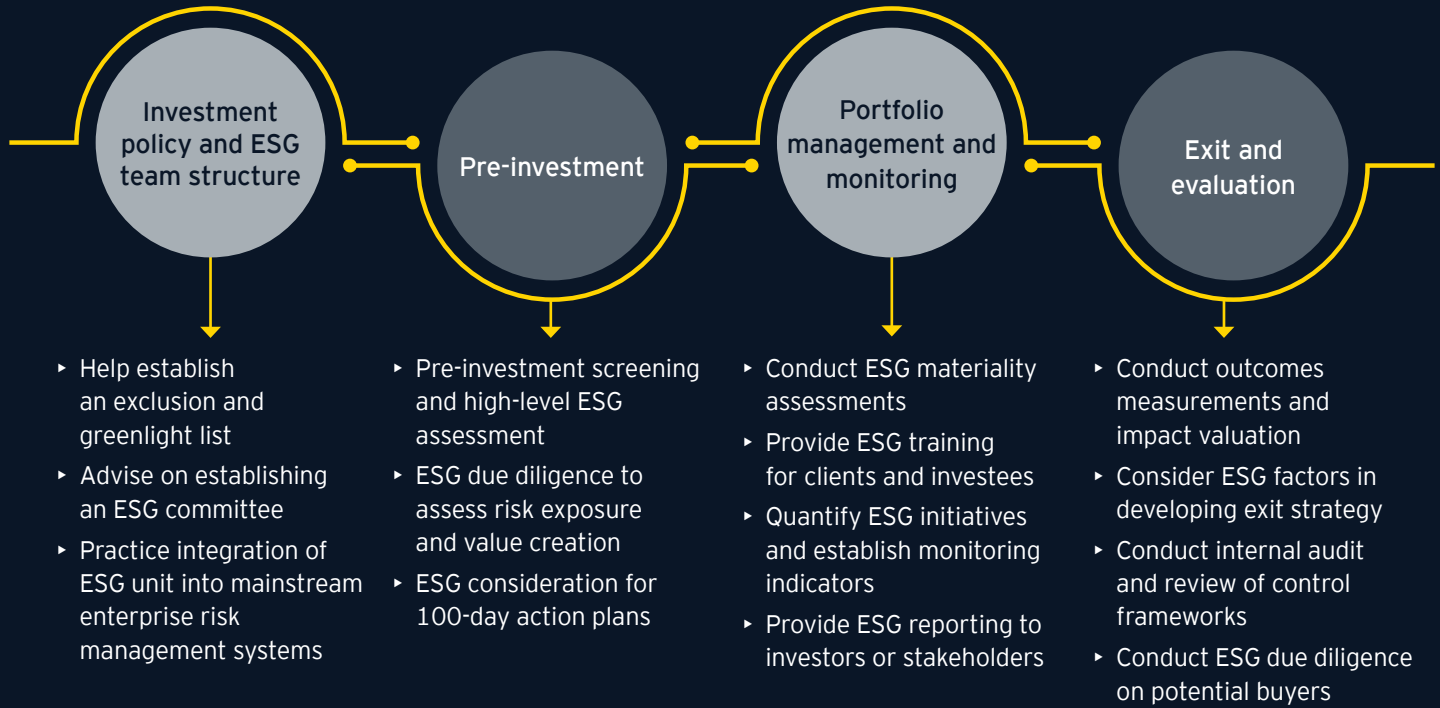 Investment
policy and ESG
team structure
Pre-investment
Portfolio
management and
monitoring
Exit and
evaluation
‣ Help establish
an exclusion and
greenlight list
‣ Advise on establishing
an ESG committee
‣ Practice integration of
ESG unit into mainstream
enterprise risk
management systems
‣ Pre-investment screening
and high-level ESG
assessment
‣ ESG due diligence to
assess risk exposure
and value creation
‣ ESG consideration for
100-day action plans
‣ Conduct ESG materiality
assessments
‣ Provide ESG training
for clients and investees
‣ Quantify ESG initiatives
and establish monitoring
indicators
‣ Provide ESG reporting to
investors or stakeholders
‣ Conduct outcomes
measurements and
impact valuation
‣ Consider ESG factors in
developing exit strategy
‣ Conduct internal audit
and review of control
frameworks
‣ Conduct ESG due diligence
on potential buyers